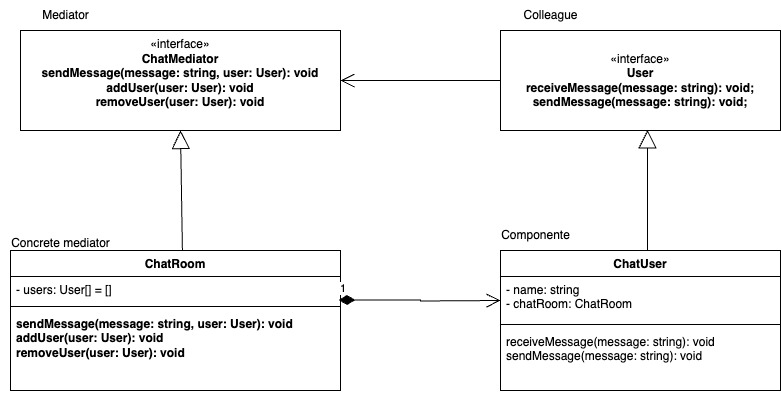 Mediator
Colleague
«interface»
ChatMediator
sendMessage(message: string, user: User): void
addUser(user: User): void
removeUser(user: User): void
«interface»
User
receiveMessage(message: string): void;
sendMessage(message: string): void;
Concrete mediator
Componente
ChatRoom
- users: User[] = []
sendMessage(message: string, user: User): void
addUser(user: User): void
removeUser(user: User): void
1
ChatUser
- name: string
- chatRoom: ChatRoom
receiveMessage(message: string): void
sendMessage(message: string): void